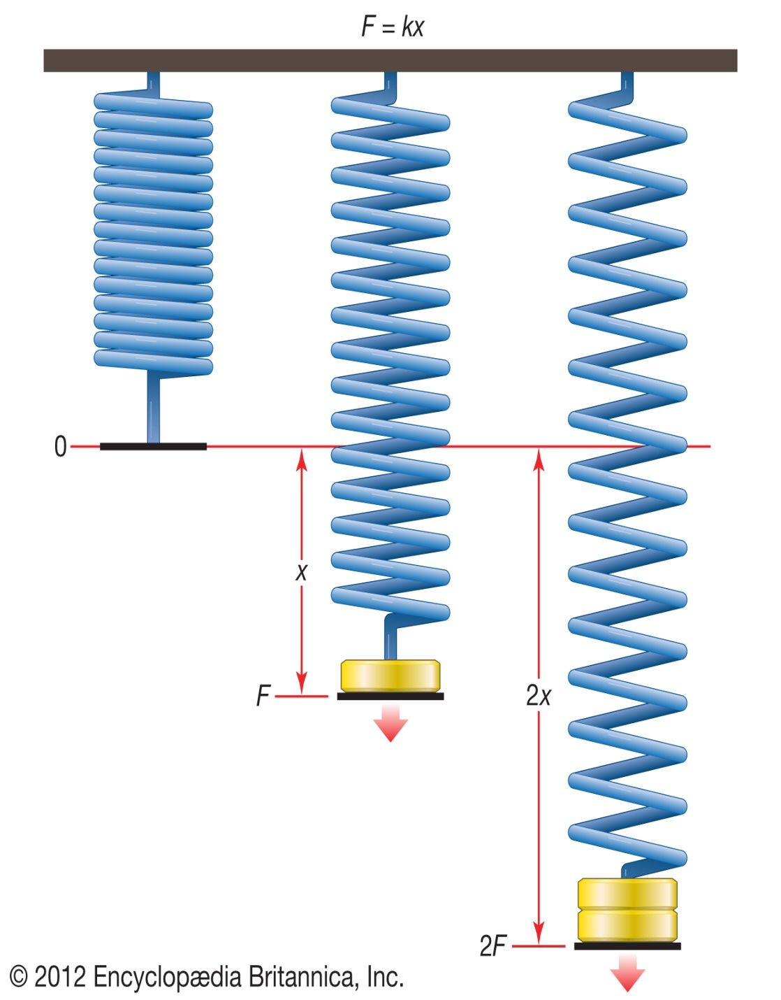 F = kx
0
x
F
2x
2F
© 2012 Encyclopædia Britannica, Inc.